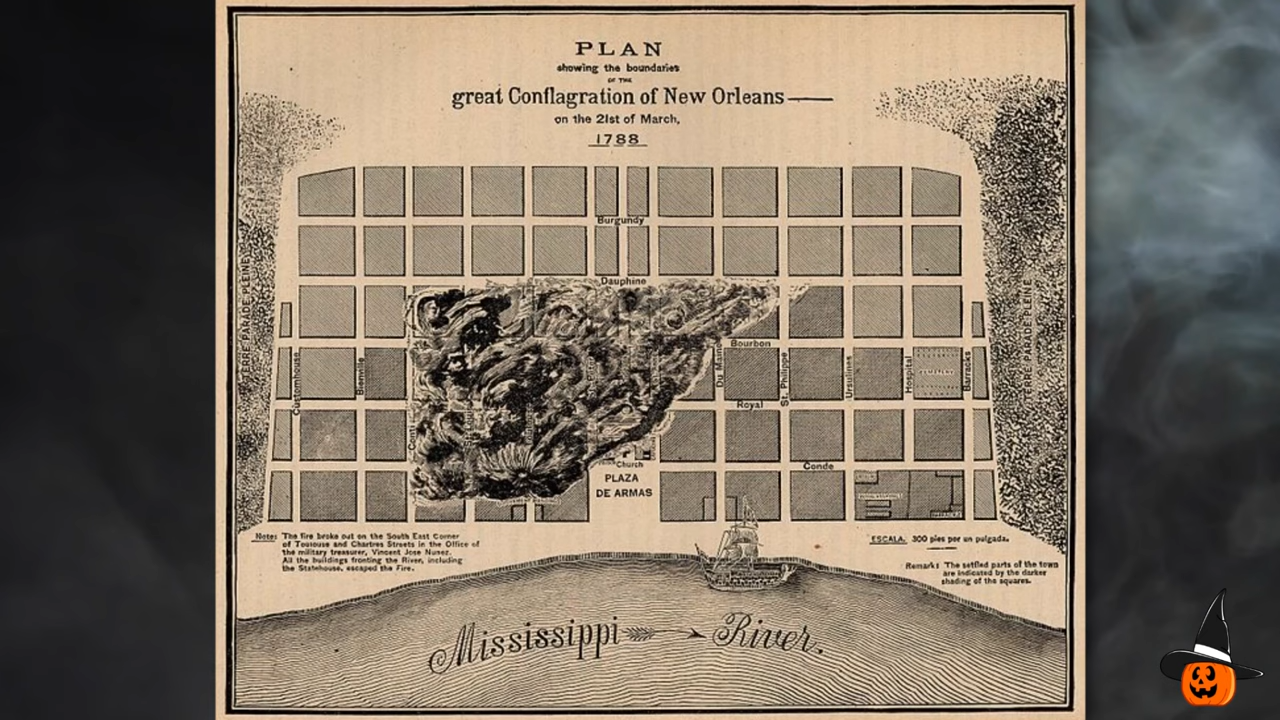 PLAN
showing the boundaries
OF THE
great Conflagration of New Orleans
on the 21st of March,
1788
Burgundy
Dauphine
TERRE PARADE PLEINE
TERRE PARADE PLEINE
Bourbon
Customhouse
Bienville
Du Maine
St. Philippe
Ursulines
Hospital
CEMETERY
Barracks
Royal
Conde
Church
PLAZA
DE ARMAS
Note: The fire broke out on the South East Corner
of Toulouse and Chartres Streets in the Office of
the military treasurer, Vincent Jose Nunez.
All the buildings fronting the River, including
the Statehouse, escaped the Fire.
ESCALA. 300 pies por un pulgada.
Remark: The settled parts of the town
are indicated by the darker
shading of the squares.
Mississippi River.